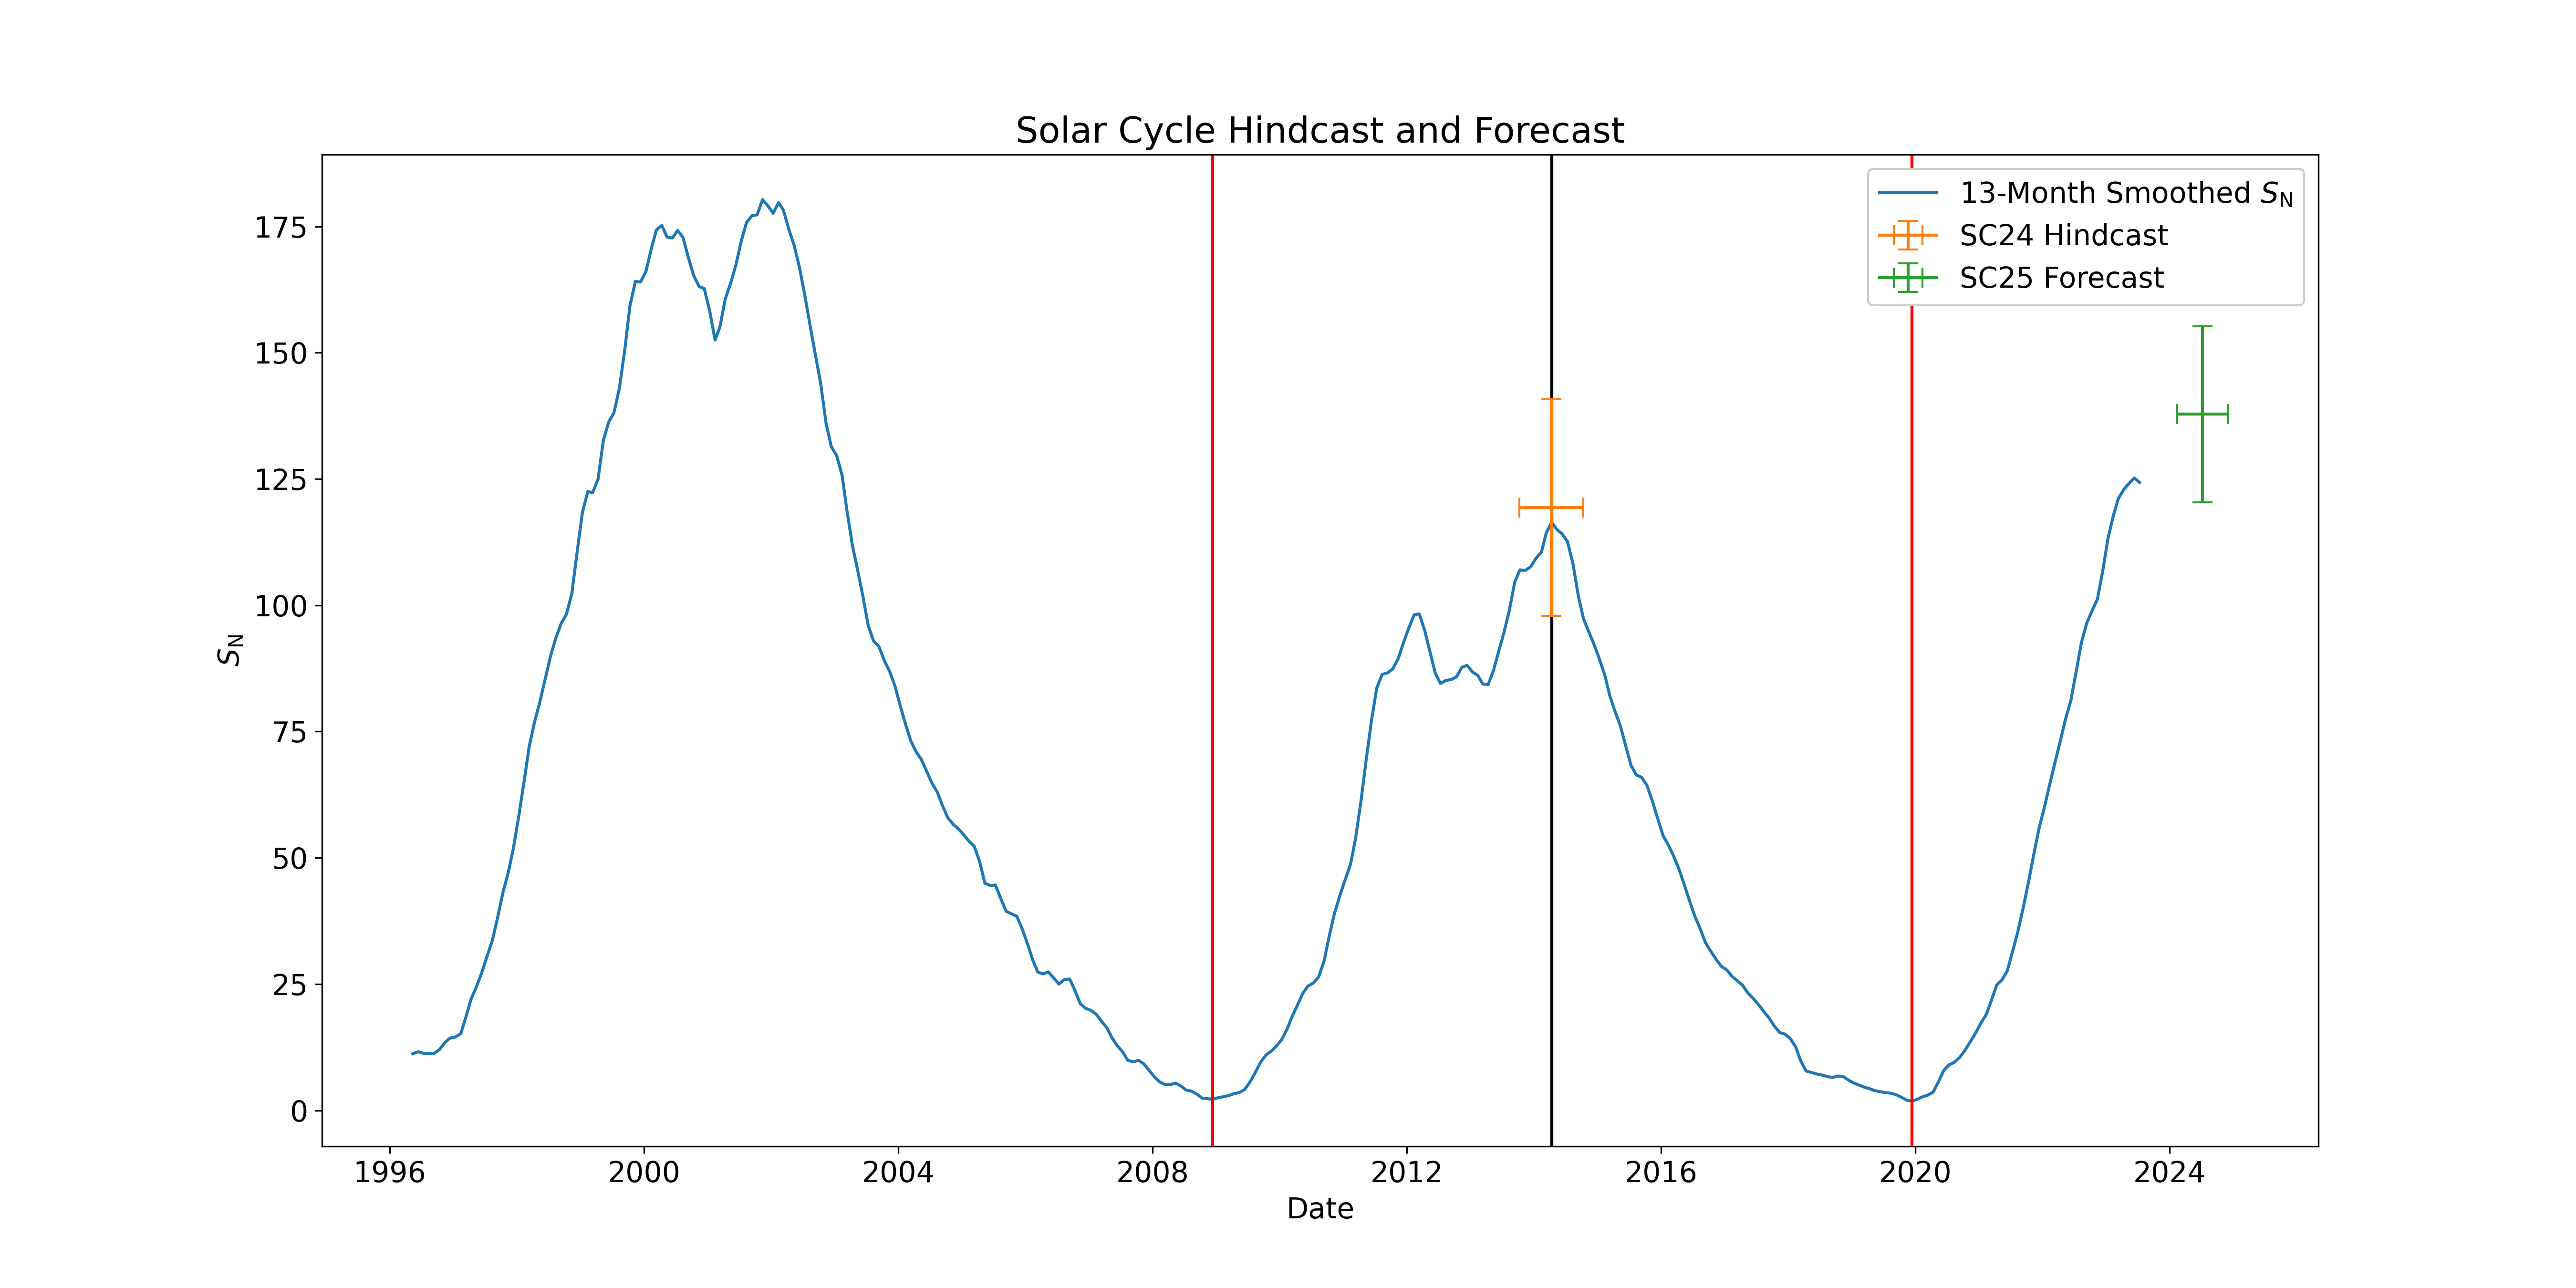 Solar Cycle Hindcast and Forecast
13-Month Smoothed S_N
SC24 Hindcast
SC25 Forecast
175
150
125
100
75
50
25
0
S_N
1996 2000 2004 2008 2012 2016 2020 2024
Date